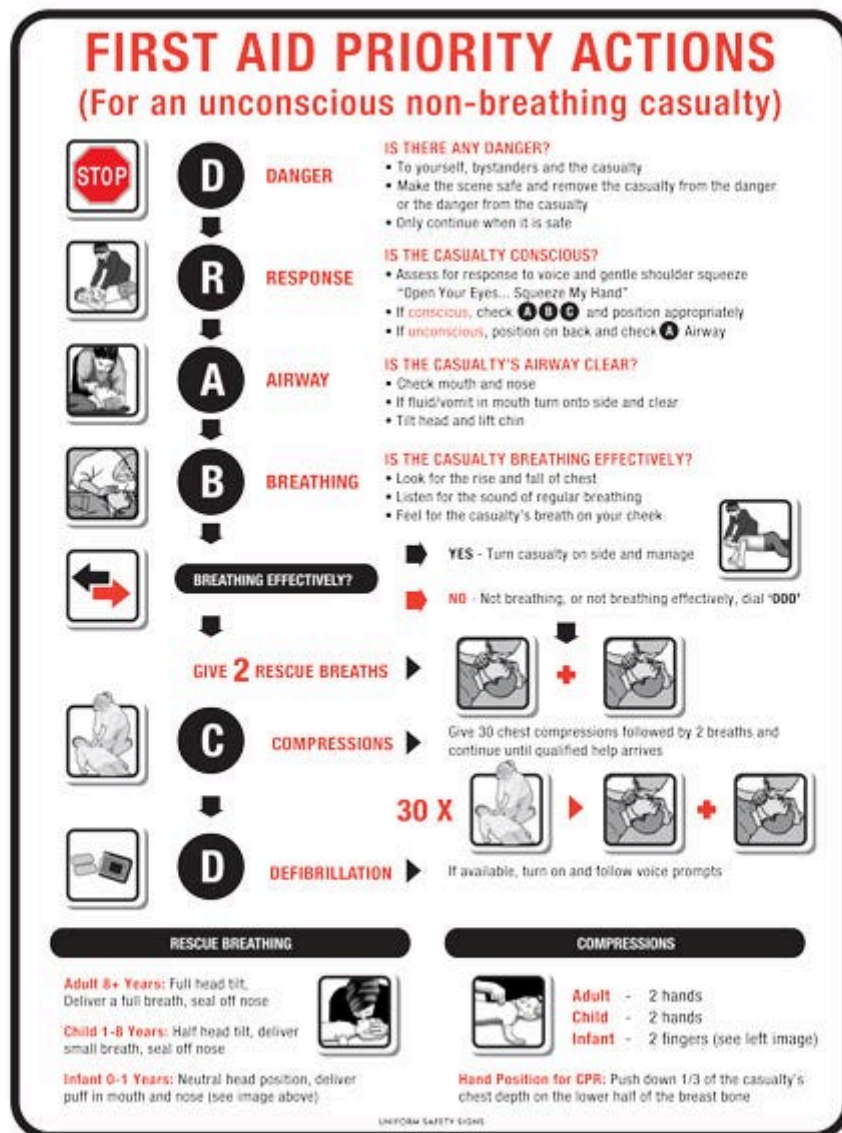 FIRST AID PRIORITY ACTIONS
(For an unconscious non-breathing casualty)
STOP
D
DANGER
IS THERE ANY DANGER?
• To yourself, bystanders and the casualty
• Make the scene safe and remove the casualty from the danger
or the danger from the casualty
• Only continue when it is safe
R
RESPONSE
IS THE CASUALTY CONSCIOUS?
• Assess for response to voice and gentle shoulder squeeze
"Open Your Eyes... Squeeze My Hand"
• If conscious, check A B C and position appropriately
• If unconscious, position on back and check A Airway
A
AIRWAY
IS THE CASUALTY'S AIRWAY CLEAR?
• Check mouth and nose
• If fluid/vomit in mouth turn onto side and clear
• Tilt head and lift chin
B
BREATHING
IS THE CASUALTY BREATHING EFFECTIVELY?
• Look for the rise and fall of chest
• Listen for the sound of regular breathing
• Feel for the casualty's breath on your cheek
BREATHING EFFECTIVELY?
YES - Turn casualty on side and manage
NO - Not breathing, or not breathing effectively, dial 'OOO'
GIVE 2 RESCUE BREATHS
C
COMPRESSIONS
Give 30 chest compressions followed by 2 breaths and
continue until qualified help arrives
30 X
D
DEFIBRILLATION
If available, turn on and follow voice prompts
RESCUE BREATHING
Adult 8+ Years: Full head tilt,
Deliver a full breath, seal off nose
Child 1-8 Years: Half head tilt, deliver
small breath, seal off nose
Infant 0-1 Years: Neutral head position, deliver
puff in mouth and nose (see image above)
COMPRESSIONS
Adult - 2 hands
Child - 2 hands
Infant - 2 fingers (see left image)
Hand Position for CPR: Push down 1/3 of the casualty's
chest depth on the lower half of the breast bone
UNIFORM SAFETY SIGNS